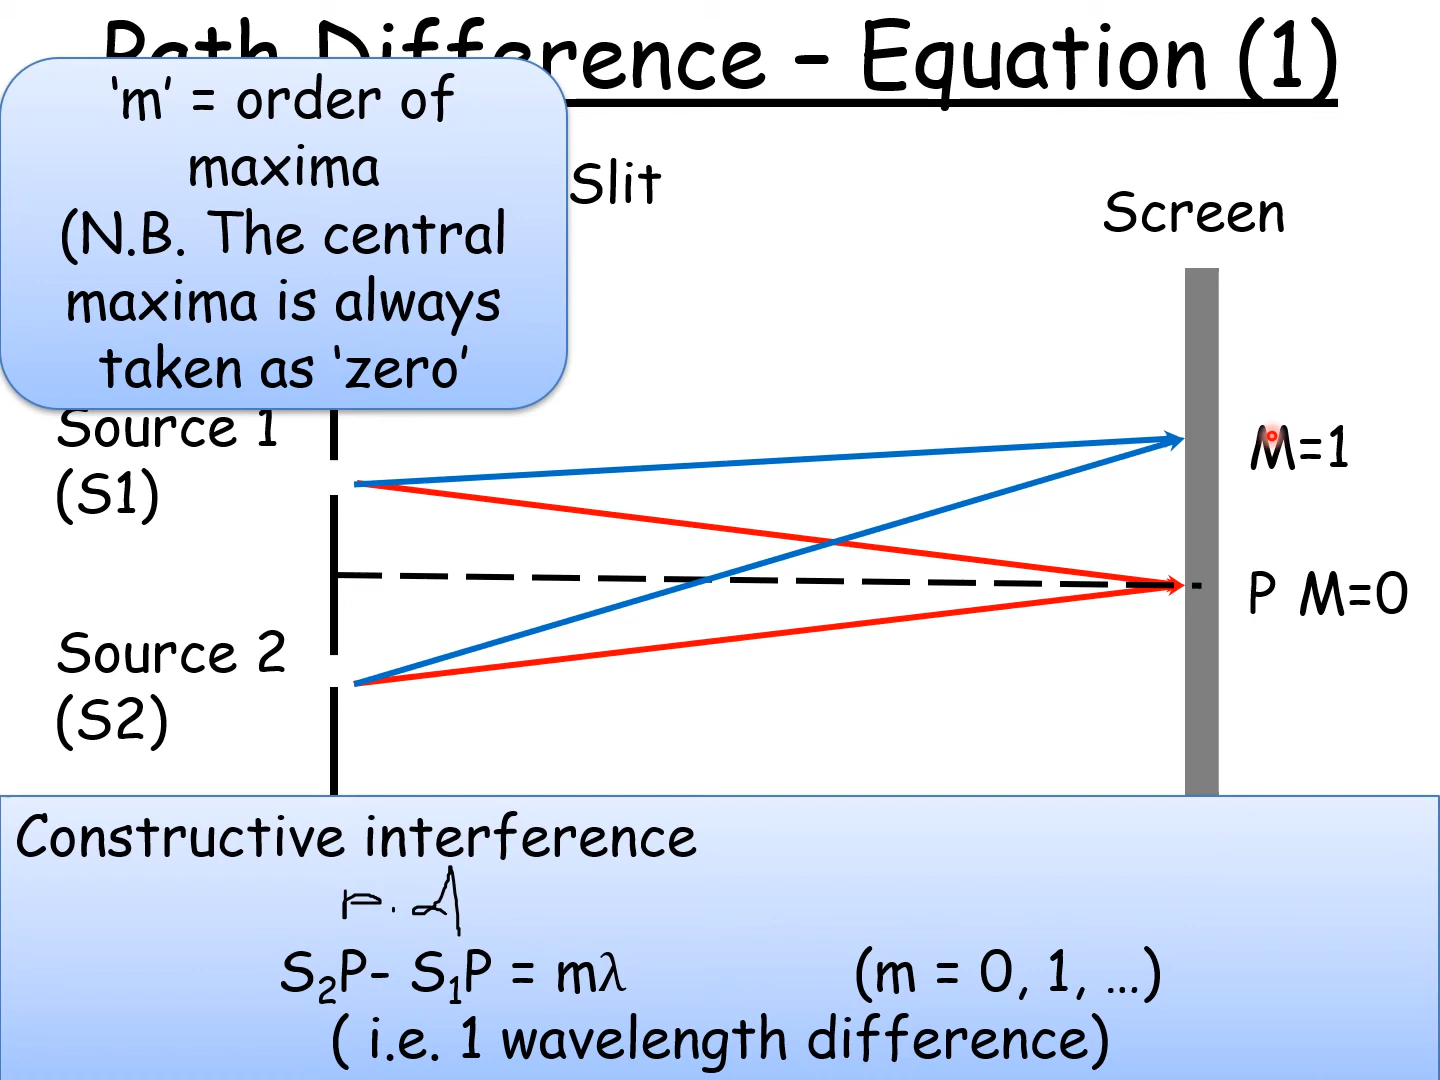 Path Difference – Equation (1)
‘m’ = order of
maxima
(N.B. The central
maxima is always
taken as ‘zero’
Slit
Screen
Source 1
(S1)
M=1
P M=0
Source 2
(S2)
Constructive interference
p.d
S₂P- S₁P = mλ (m = 0, 1, …)
( i.e. 1 wavelength difference)